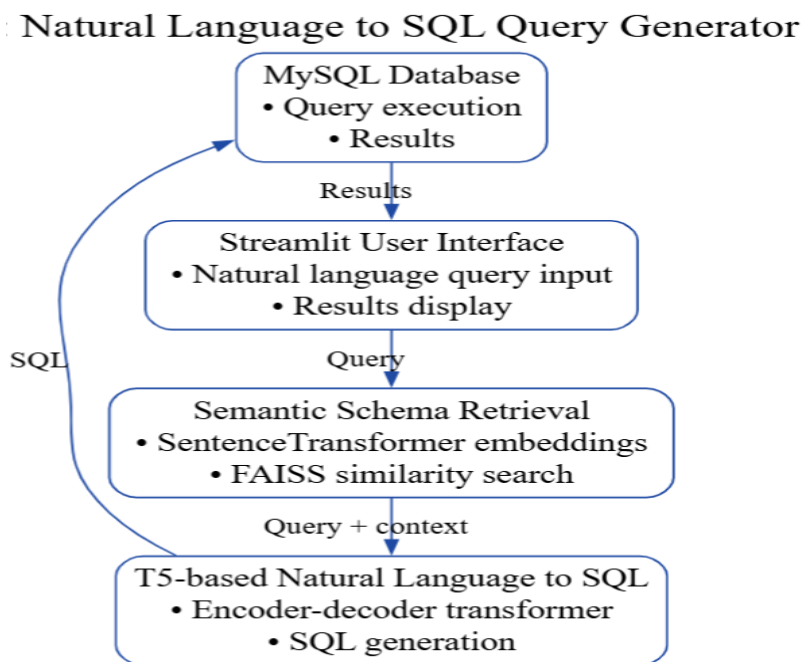 : Natural Language to SQL Query Generator
MySQL Database
• Query execution
• Results
Results
Streamlit User Interface
• Natural language query input
• Results display
SQL
Query
Semantic Schema Retrieval
• SentenceTransformer embeddings
• FAISS similarity search
Query + context
T5-based Natural Language to SQL
• Encoder-decoder transformer
• SQL generation